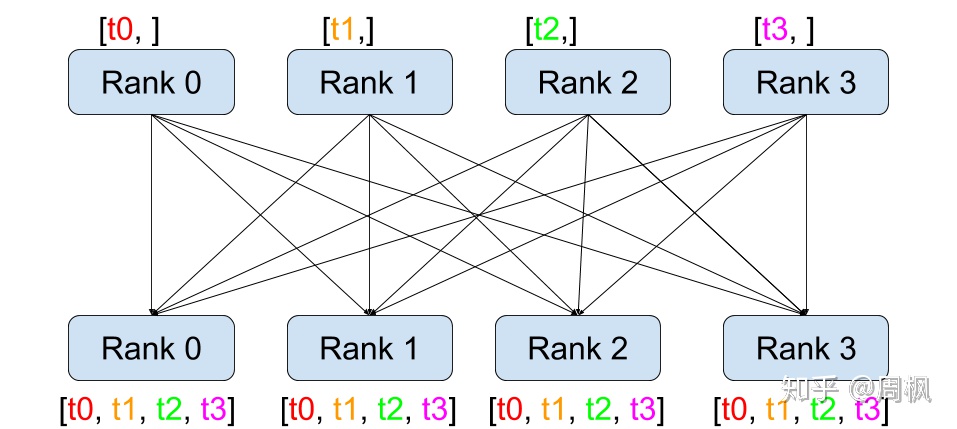 [t0, ] [t1,] [t2,] [t3, ]
Rank 0 Rank 1 Rank 2 Rank 3
Rank 0 Rank 1 Rank 2 Rank 3
[t0, t1, t2, t3] [t0, t1, t2, t3] [t0, t1, t2, t3] [t0, t1, t2, t3]
知乎 @周枫